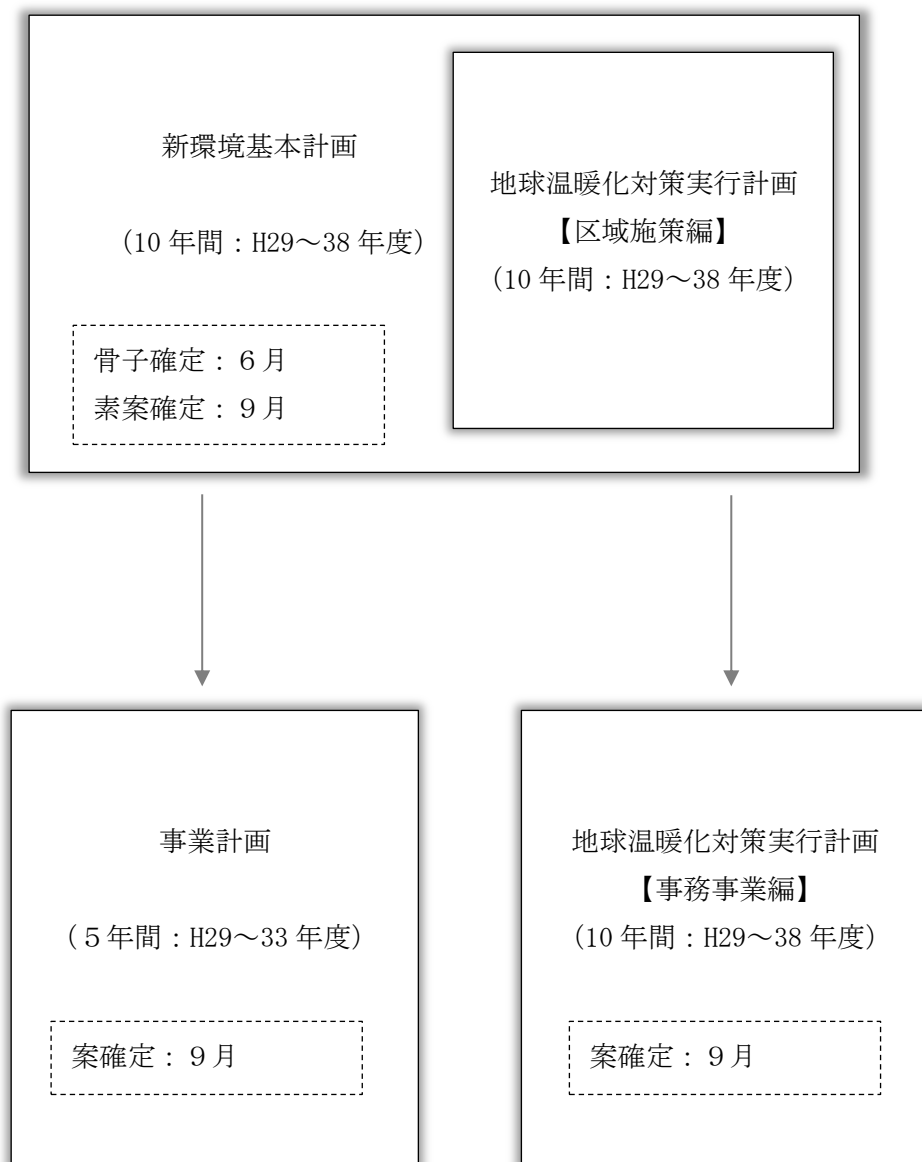 新環境基本計画
（10 年間：H29～38 年度）
骨子確定：６月
素案確定：９月
地球温暖化対策実行計画
【区域施策編】
（10 年間：H29～38 年度）
事業計画
（５年間：H29～33 年度）
案確定：９月
地球温暖化対策実行計画
【事務事業編】
（10 年間：H29～38 年度）
案確定：９月